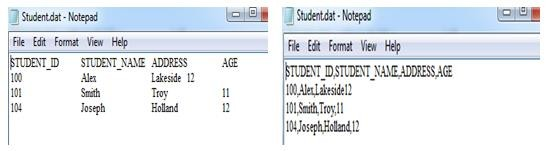 Student.dat - Notepad
File Edit Format View Help
STUDENT_ID STUDENT_NAME ADDRESS AGE
100 Alex Lakeside 12
101 Smith Troy 11
104 Joseph Holland 12
Student.dat - Notepad
File Edit Format View Help
STUDENT_ID,STUDENT_NAME,ADDRESS,AGE
100,Alex,Lakeside12
101,Smith,Troy,11
104,Joseph,Holland,12